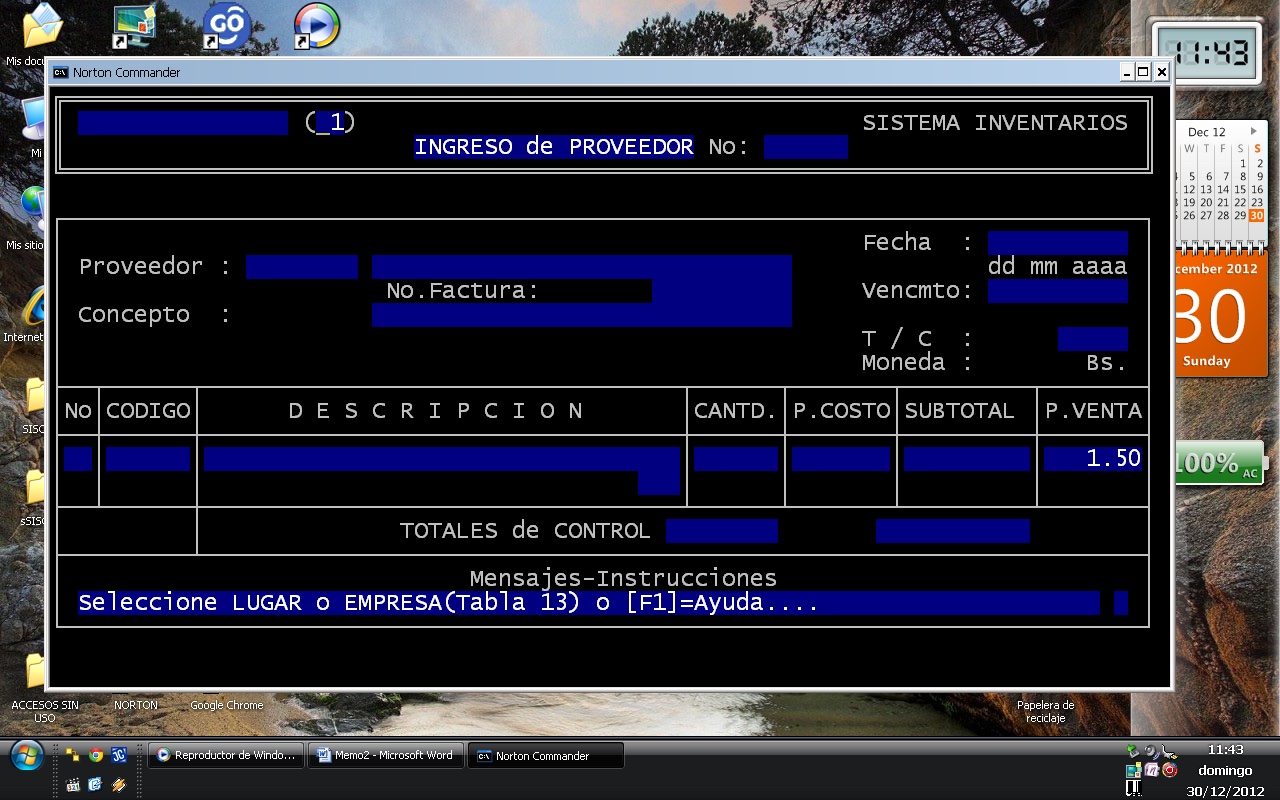 GO
Mis docu
Norton Commander
11:43
(_1)
SISTEMA INVENTARIOS
INGRESO de PROVEEDOR No:
Dec 12
W T F S S
1 2
5 6 7 8 9
12 13 14 15 16
19 20 21 22 23
26 27 28 29 30
Mi
Mis sitio
Fecha :
Proveedor :
dd mm aaaa
cember 2012
No.Factura:
Vencmto:
Concepto :
30
Internet
T / C :
Moneda : Bs.
Sunday
No CODIGO D E S C R I P C I O N CANTD. P.COSTO SUBTOTAL P.VENTA
SISC
1.50
100%
AC
sSISC
TOTALES de CONTROL
Mensajes-Instrucciones
Seleccione LUGAR o EMPRESA(Tabla 13) o [F1]=Ayuda....
ACCESOS SIN
USO
NORTON
Google Chrome
Papelera de
reciclaje
Reproductor de Windo...
Memo2 - Microsoft Word
Norton Commander
11:43
domingo
30/12/2012